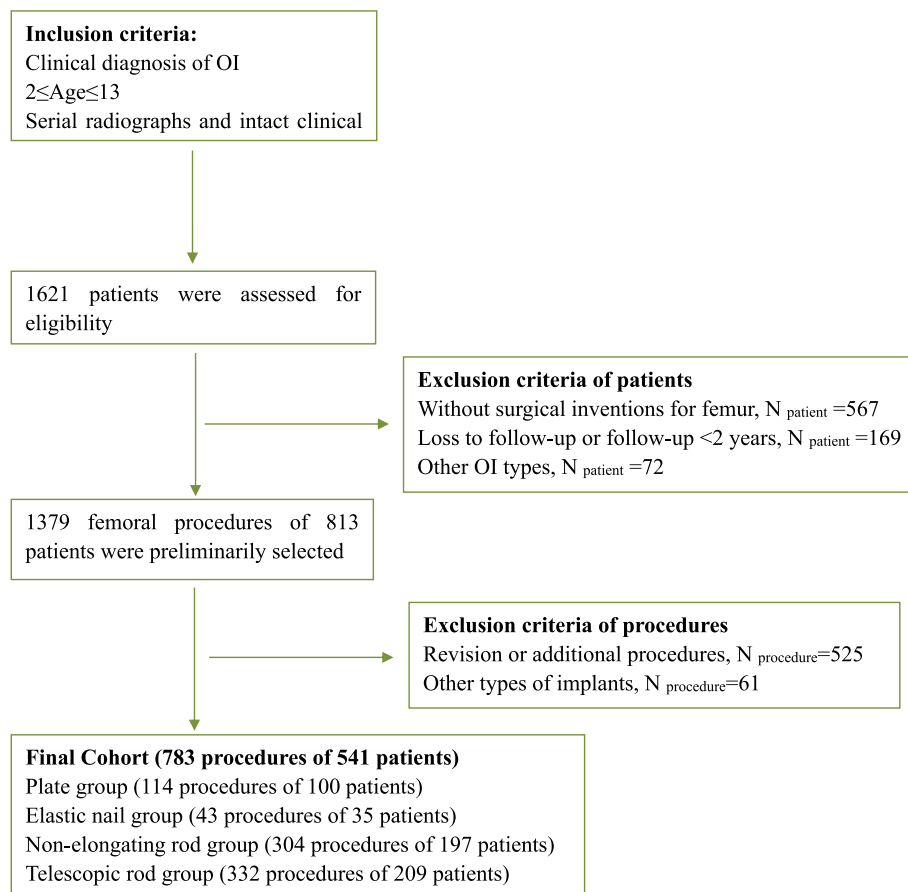 Inclusion criteria:
Clinical diagnosis of OI
2≤Age≤13
Serial radiographs and intact clinical
1621 patients were assessed for
eligibility
Exclusion criteria of patients
Without surgical inventions for femur, N patient =567
Loss to follow-up or follow-up <2 years, N patient =169
Other OI types, N patient =72
1379 femoral procedures of 813
patients were preliminarily selected
Exclusion criteria of procedures
Revision or additional procedures, N procedure=525
Other types of implants, N procedure=61
Final Cohort (783 procedures of 541 patients)
Plate group (114 procedures of 100 patients)
Elastic nail group (43 procedures of 35 patients)
Non-elongating rod group (304 procedures of 197 patients)
Telescopic rod group (332 procedures of 209 patients)